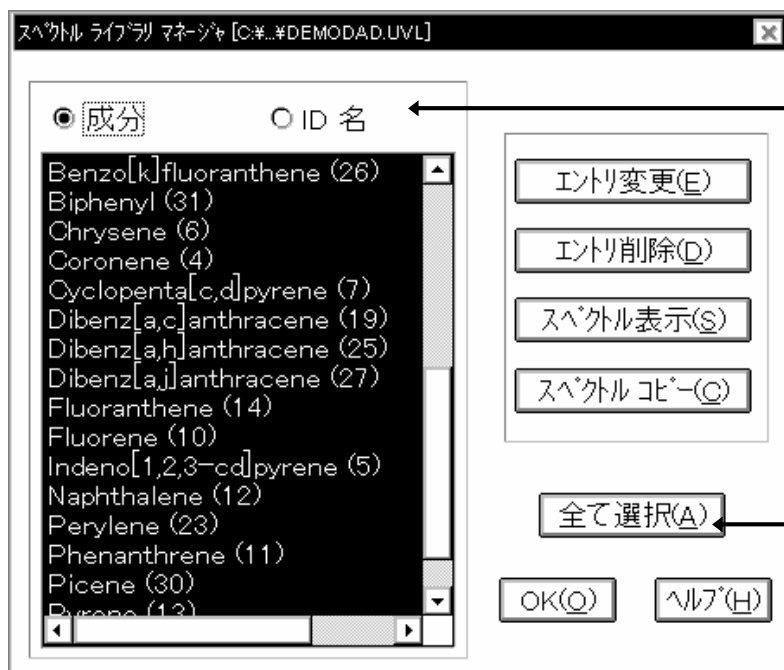 スペクトル ライブラリ マネージャ [C:¥...¥DEMODAD.UVL]
成分 ID 名
Benzo[k]fluoranthene (26)
Biphenyl (31)
Chrysene (6)
Coronene (4)
Cyclopenta[c,d]pyrene (7)
Dibenz[a,c]anthracene (19)
Dibenz[a,h]anthracene (25)
Dibenz[a,j]anthracene (27)
Fluoranthene (14)
Fluorene (10)
Indeno[1,2,3-cd]pyrene (5)
Naphthalene (12)
Perylene (23)
Phenanthrene (11)
Picene (30)
Pyrene (13)
エントリ変更(E)
エントリ削除(D)
スペクトル表示(S)
スペクトル コピー(C)
全て選択(A)
OK(O) ヘルプ(H)